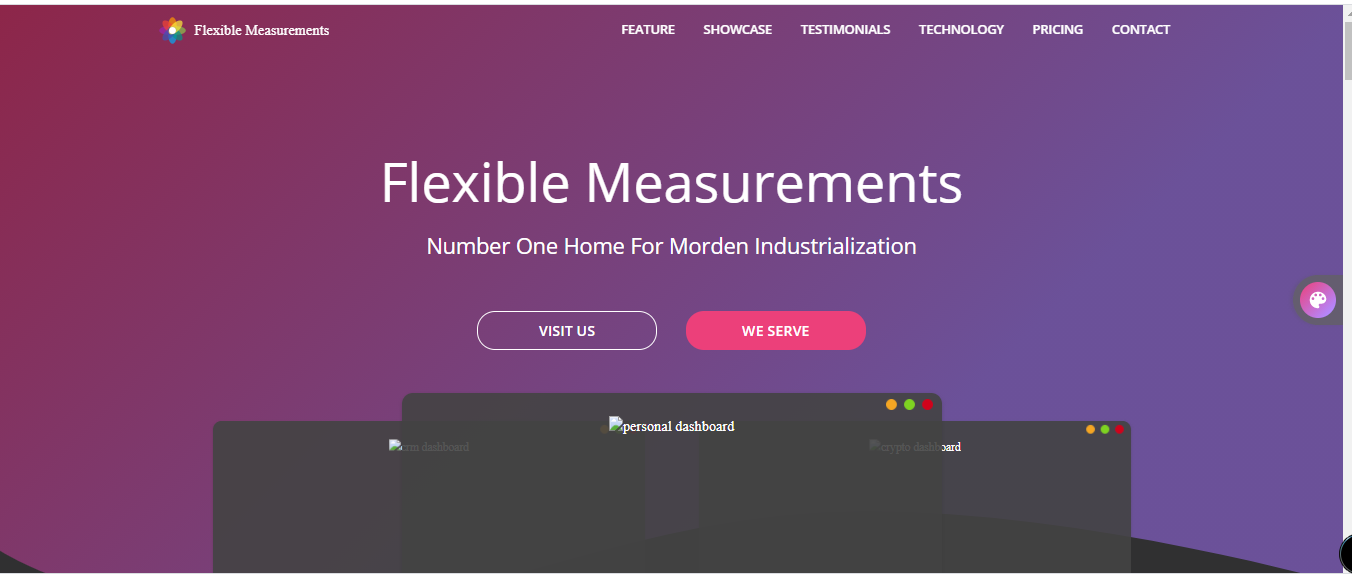 Flexible Measurements
FEATURE SHOWCASE TESTIMONIALS TECHNOLOGY PRICING CONTACT
Flexible Measurements
Number One Home For Morden Industrialization
VISIT US WE SERVE
personal dashboard
crm dashboard crypto dashboard